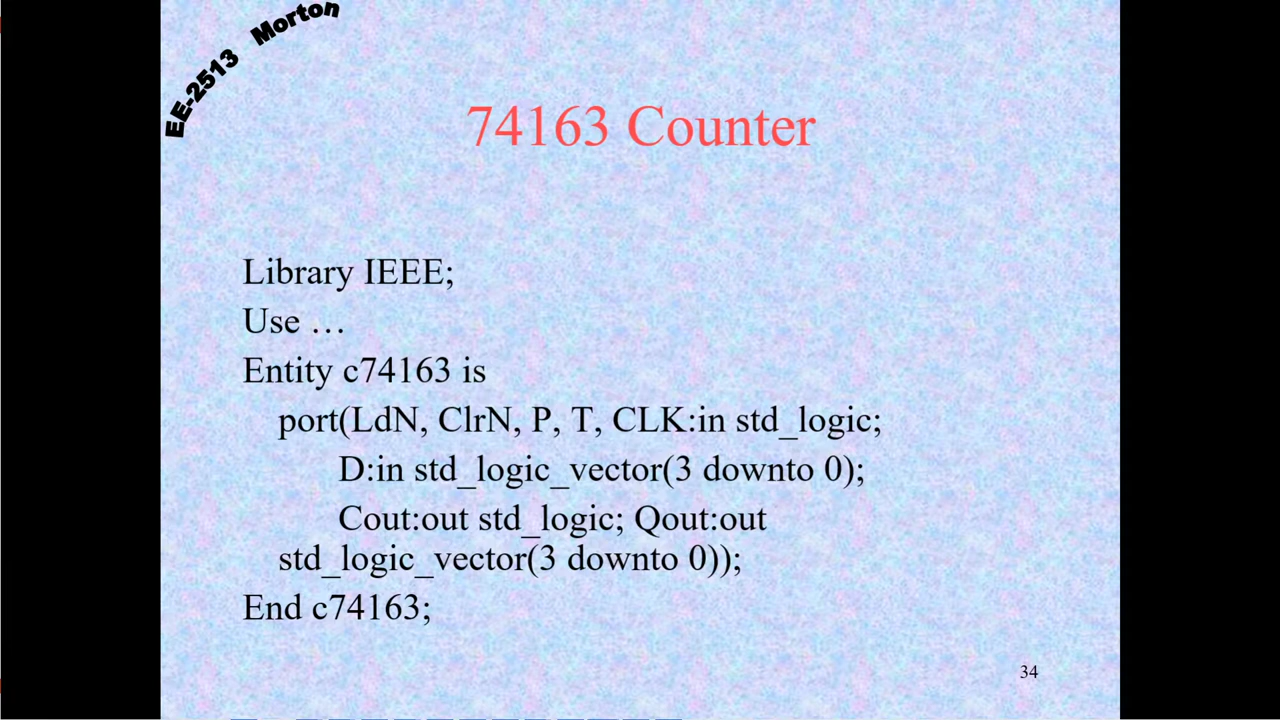 EE-2513 Morton
74163 Counter
Library IEEE;
Use …
Entity c74163 is
port(LdN, ClrN, P, T, CLK:in std_logic;
D:in std_logic_vector(3 downto 0);
Cout:out std_logic; Qout:out
std_logic_vector(3 downto 0));
End c74163;
34